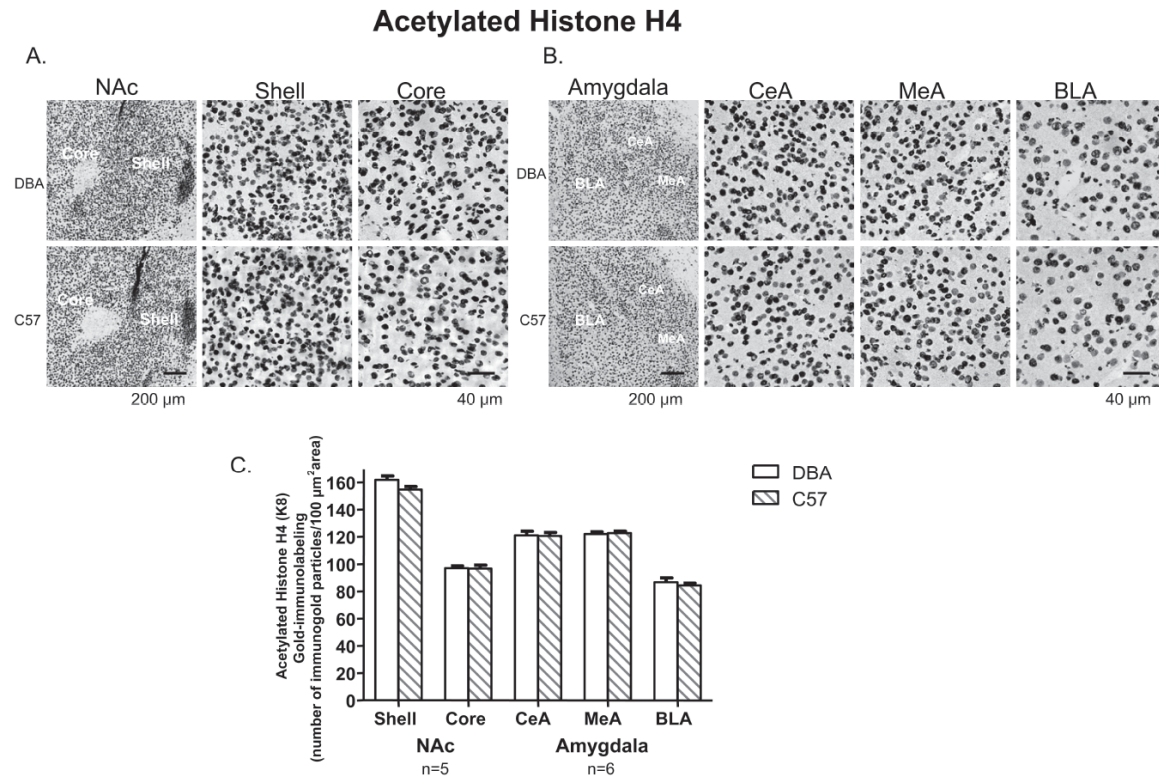 Acetylated Histone H4
A.
NAc
Shell
Core
DBA
Core
Shell
C57
Core
Shell
200 µm
40 µm
B.
Amygdala
CeA
MeA
BLA
DBA
CeA
BLA
MeA
C57
CeA
BLA
MeA
200 µm
40 µm
C.
Acetylated Histone H4 (K8)
Gold-immunolabeling
(number of immunogold particles/100 µm²area)
160
140
120
100
80
60
40
20
0
Shell
Core
CeA
MeA
BLA
NAc
Amygdala
n=5
n=6
DBA
C57